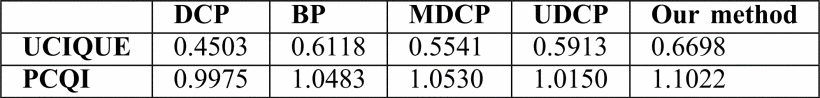 DCP BP MDCP UDCP Our method
UCIQUE 0.4503 0.6118 0.5541 0.5913 0.6698
PCQI 0.9975 1.0483 1.0530 1.0150 1.1022